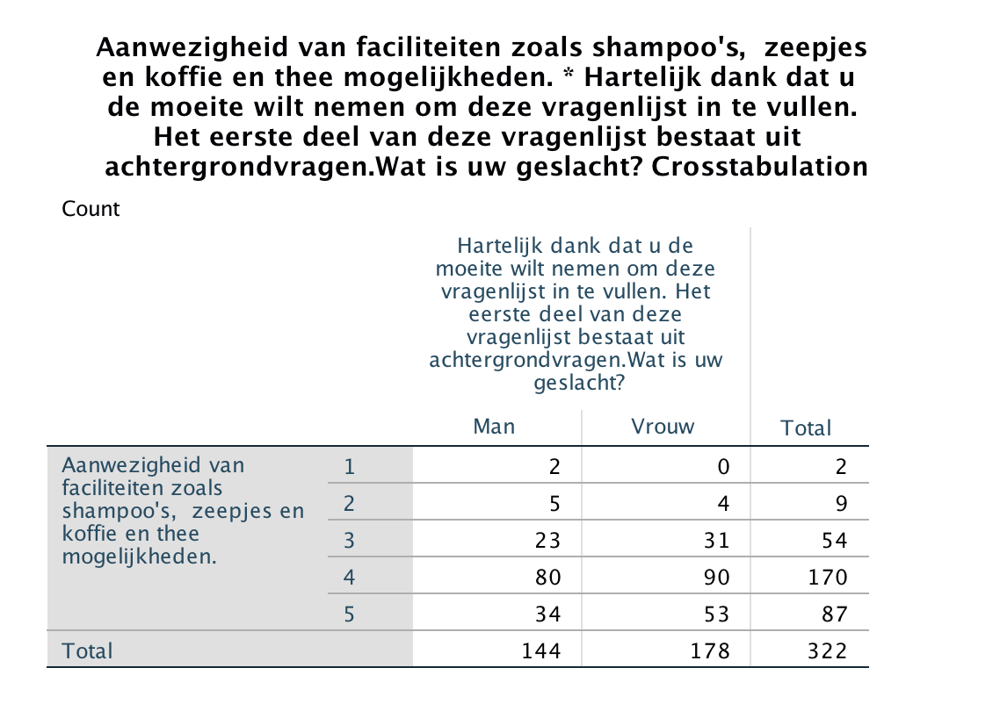 Aanwezigheid van faciliteiten zoals shampoo's,  zeepjes
en koffie en thee mogelijkheden. * Hartelijk dank dat u
de moeite wilt nemen om deze vragenlijst in te vullen.
Het eerste deel van deze vragenlijst bestaat uit
achtergrondvragen.Wat is uw geslacht? Crosstabulation
Count
Hartelijk dank dat u de
moeite wilt nemen om deze
vragenlijst in te vullen. Het
eerste deel van deze
vragenlijst bestaat uit
achtergrondvragen.Wat is uw
geslacht?
Man Vrouw Total
Aanwezigheid van
faciliteiten zoals
shampoo's,  zeepjes en
koffie en thee
mogelijkheden.
1 2 0 2
2 5 4 9
3 23 31 54
4 80 90 170
5 34 53 87
Total 144 178 322